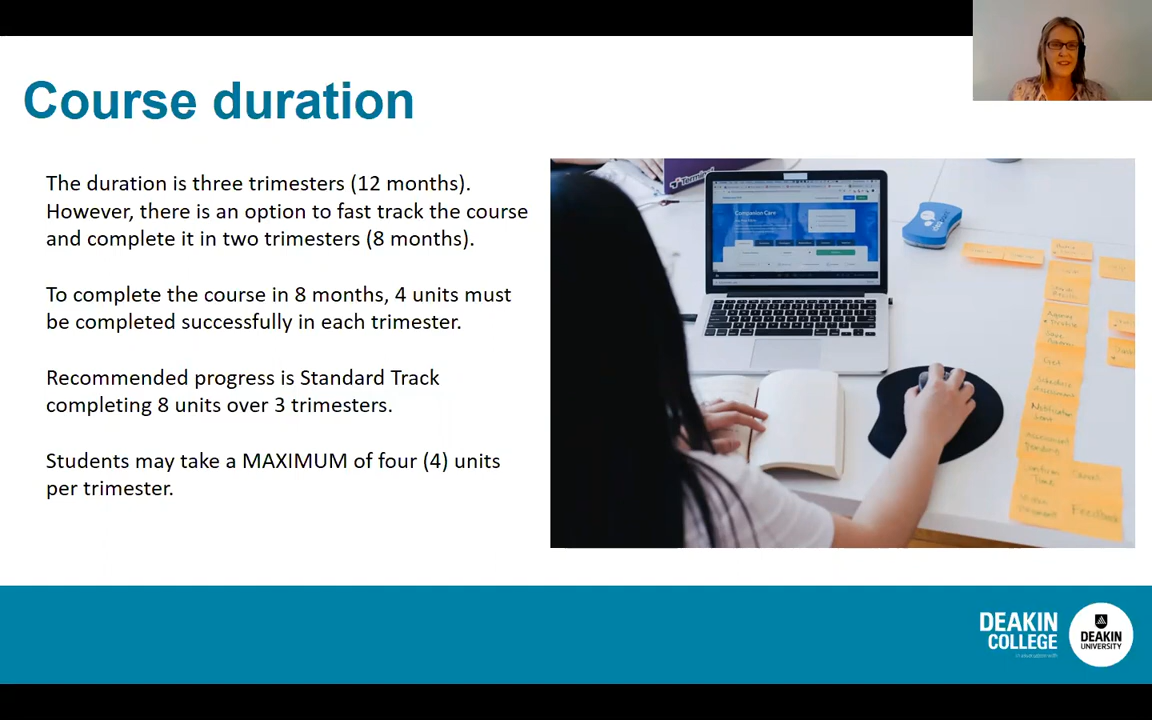 Course duration
The duration is three trimesters (12 months).
However, there is an option to fast track the course
and complete it in two trimesters (8 months).
To complete the course in 8 months, 4 units must
be completed successfully in each trimester.
Recommended progress is Standard Track
completing 8 units over 3 trimesters.
Students may take a MAXIMUM of four (4) units
per trimester.
Companion Care
Feedback
DEAKIN
COLLEGE
DEAKIN
UNIVERSITY